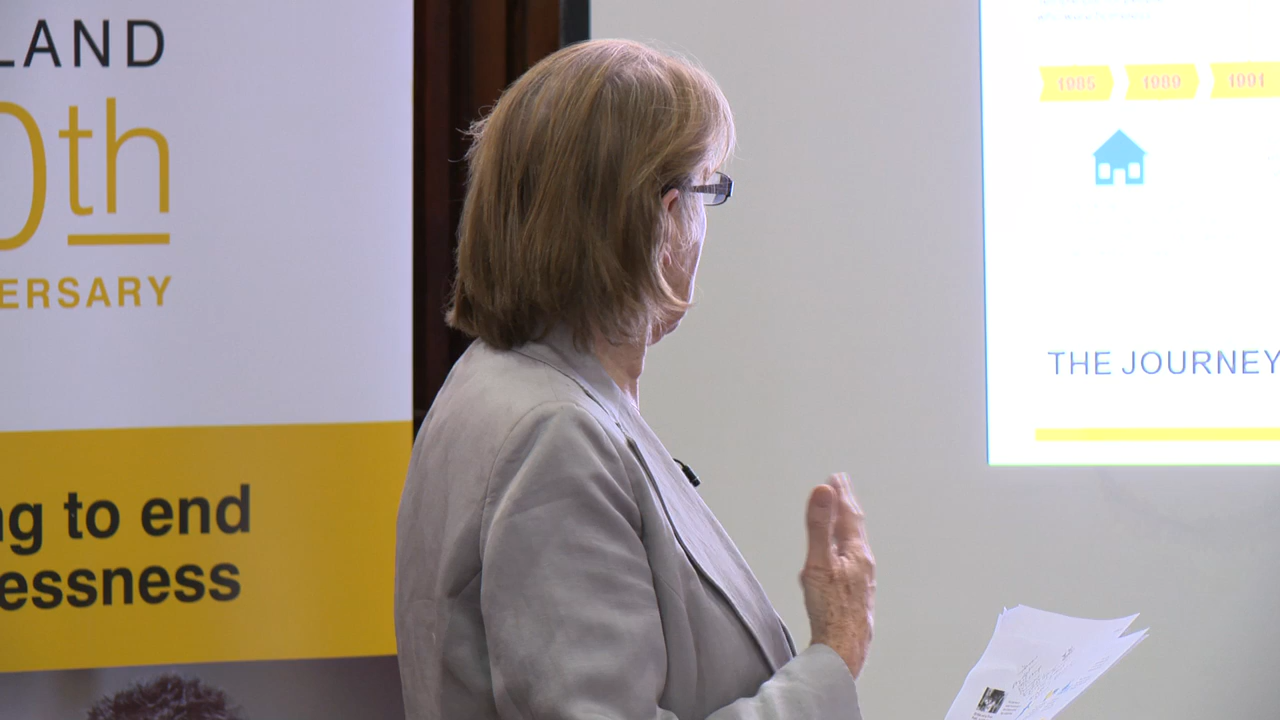 LAND
0th
ERSARY
ng to end
essness
1985 1989 1991
THE JOURNEY